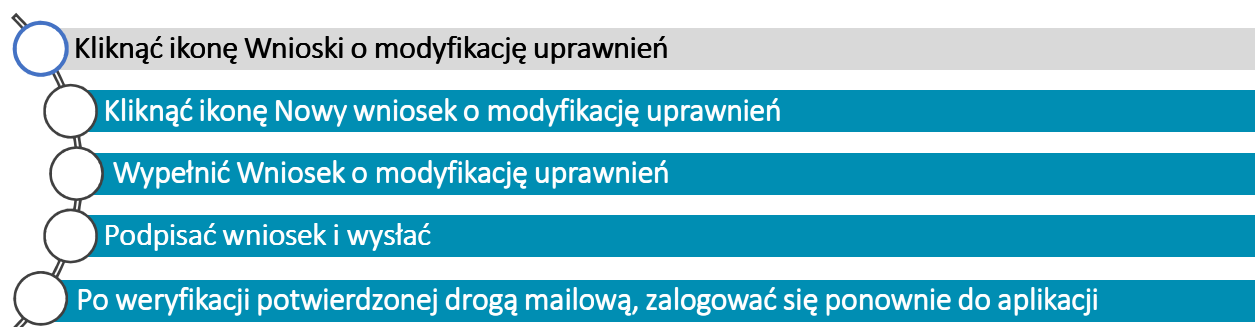 Kliknąć ikonę Wnioski o modyfikację uprawnień
Kliknąć ikonę Nowy wniosek o modyfikację uprawnień
Wypełnić Wniosek o modyfikację uprawnień
Podpisać wniosek i wysłać
Po weryfikacji potwierdzonej drogą mailową, zalogować się ponownie do aplikacji